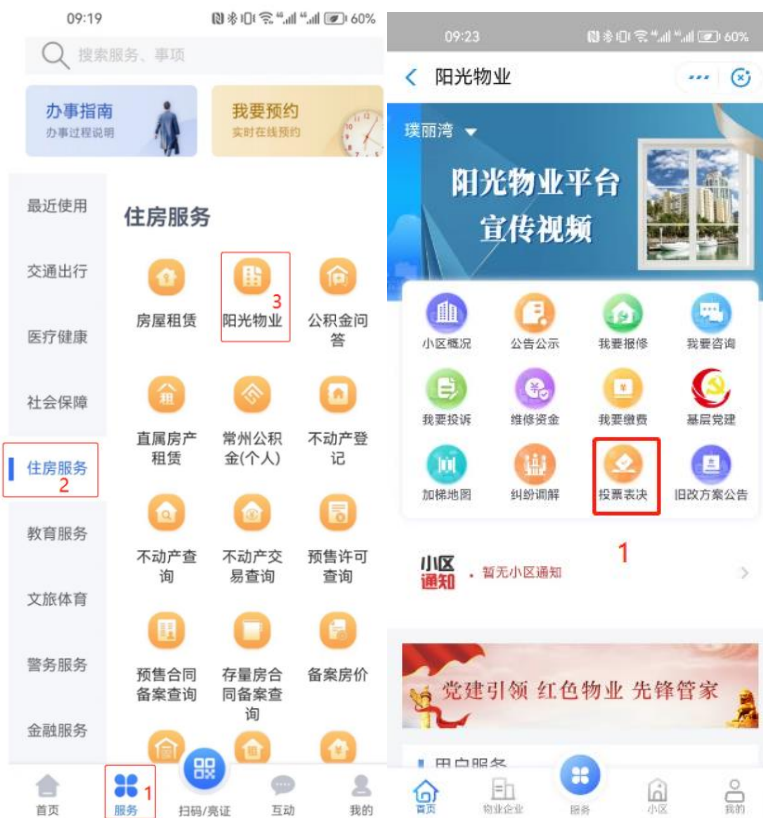 09:19
60%
搜索服务、事项
办事指南
办事过程说明
我要预约
实时在线预约
最近使用
交通出行
医疗健康
社会保障
住房服务
2
教育服务
文旅体育
警务服务
金融服务
住房服务
房屋租赁
阳光物业
3
公积金问
答
直属房产
租赁
常州公积
金(个人)
不动产登
记
不动产查
询
不动产交
易查询
预售许可
查询
预售合同
备案查询
存量房合
同备案查
询
备案房价
首页
服务
1
扫码/亮证
互动
我的
09:23
60%
阳光物业
璞丽湾
阳光物业平台
宣传视频
小区概况
公告公示
我要报修
我要咨询
我要投诉
维修资金
我要缴费
基层党建
加梯地图
纠纷调解
投票表决
旧改方案公告
1
小区
通知
暂无小区通知
党建引领 红色物业 先锋管家
用户服务
首页
物业企业
服务
小区
我的